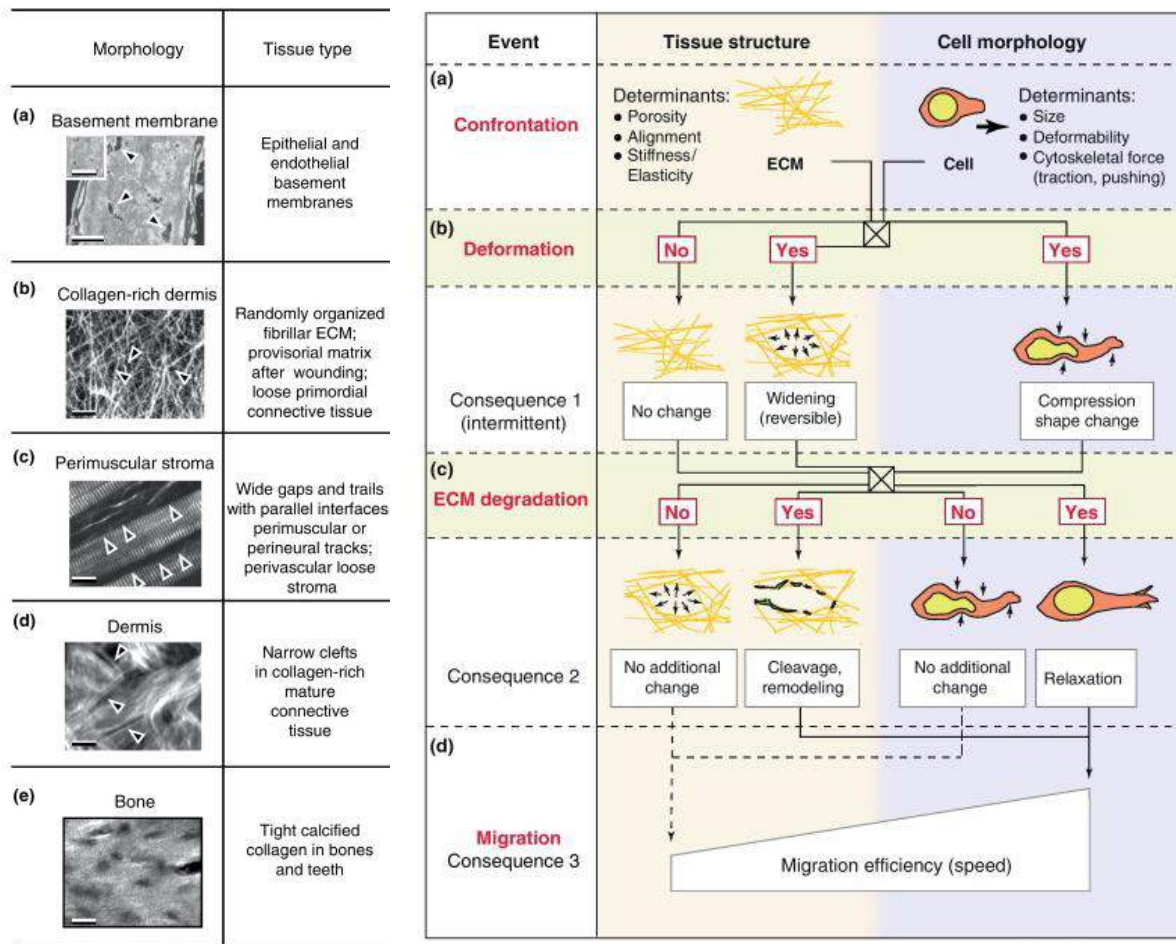 Morphology
Tissue type
(a)
Basement membrane
Epithelial and
endothelial
basement
membranes
(b)
Collagen-rich dermis
Randomly organized
fibrillar ECM;
provisorial matrix
after wounding;
loose primordial
connective tissue
(c)
Perimuscular stroma
Wide gaps and trails
with parallel interfaces
perimuscular or
perineural tracks;
perivascular loose
stroma
(d)
Dermis
Narrow clefts
in collagen-rich
mature
connective
tissue
(e)
Bone
Tight calcified
collagen in bones
and teeth
Event
Tissue structure
Cell morphology
(a)
Confrontation
Determinants:
● Porosity
● Alignment
● Stiffness/
Elasticity
ECM
Cell
Determinants:
● Size
● Deformability
● Cytoskeletal force
(traction, pushing)
(b)
Deformation
No
Yes
Yes
Consequence 1
(intermittent)
No change
Widening
(reversible)
Compression
shape change
(c)
ECM degradation
No
Yes
No
Yes
Consequence 2
No additional
change
Cleavage,
remodeling
No additional
change
Relaxation
(d)
Migration
Consequence 3
Migration efficiency (speed)